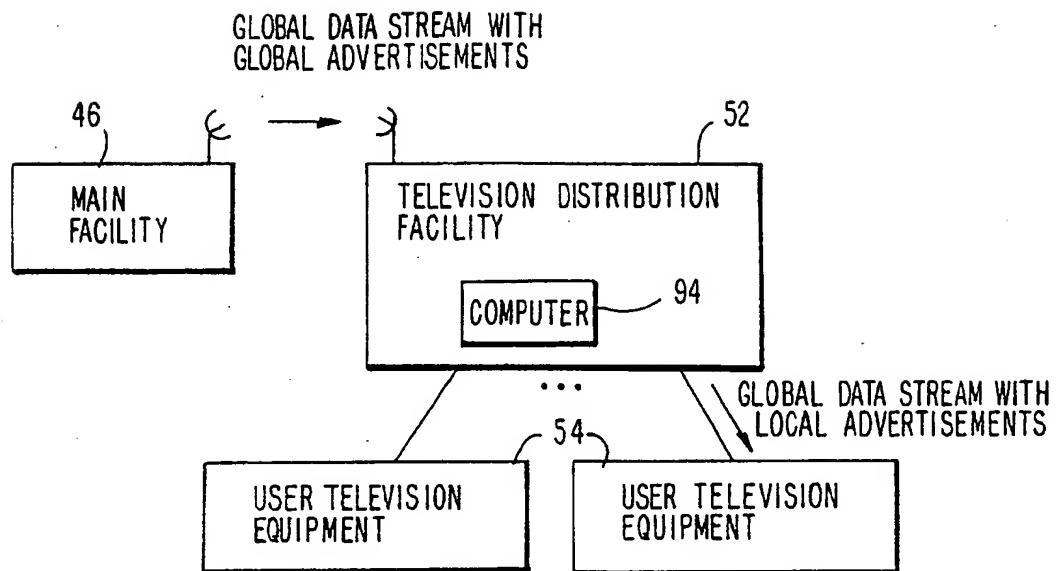 GLOBAL DATA STREAM WITH
GLOBAL ADVERTISEMENTS
46
52
MAIN
FACILITY
TELEVISION DISTRIBUTION
FACILITY
COMPUTER
94
GLOBAL DATA STREAM WITH
LOCAL ADVERTISEMENTS
54
USER TELEVISION
EQUIPMENT
USER TELEVISION
EQUIPMENT